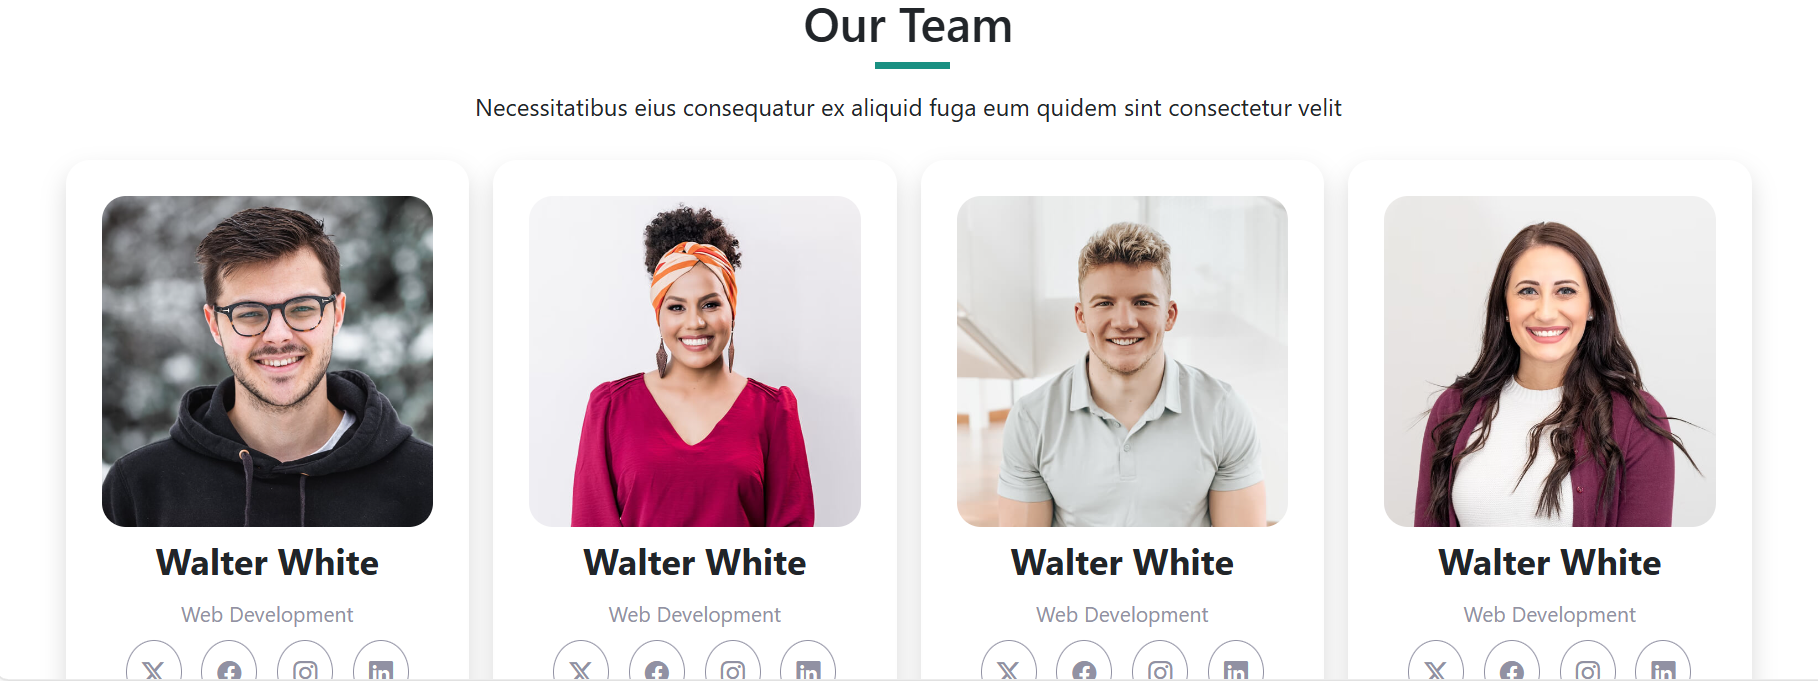 Our Team
Necessitatibus eius consequatur ex aliquid fuga eum quidem sint consectetur velit
Walter White
Web Development
Walter White
Web Development
Walter White
Web Development
Walter White
Web Development